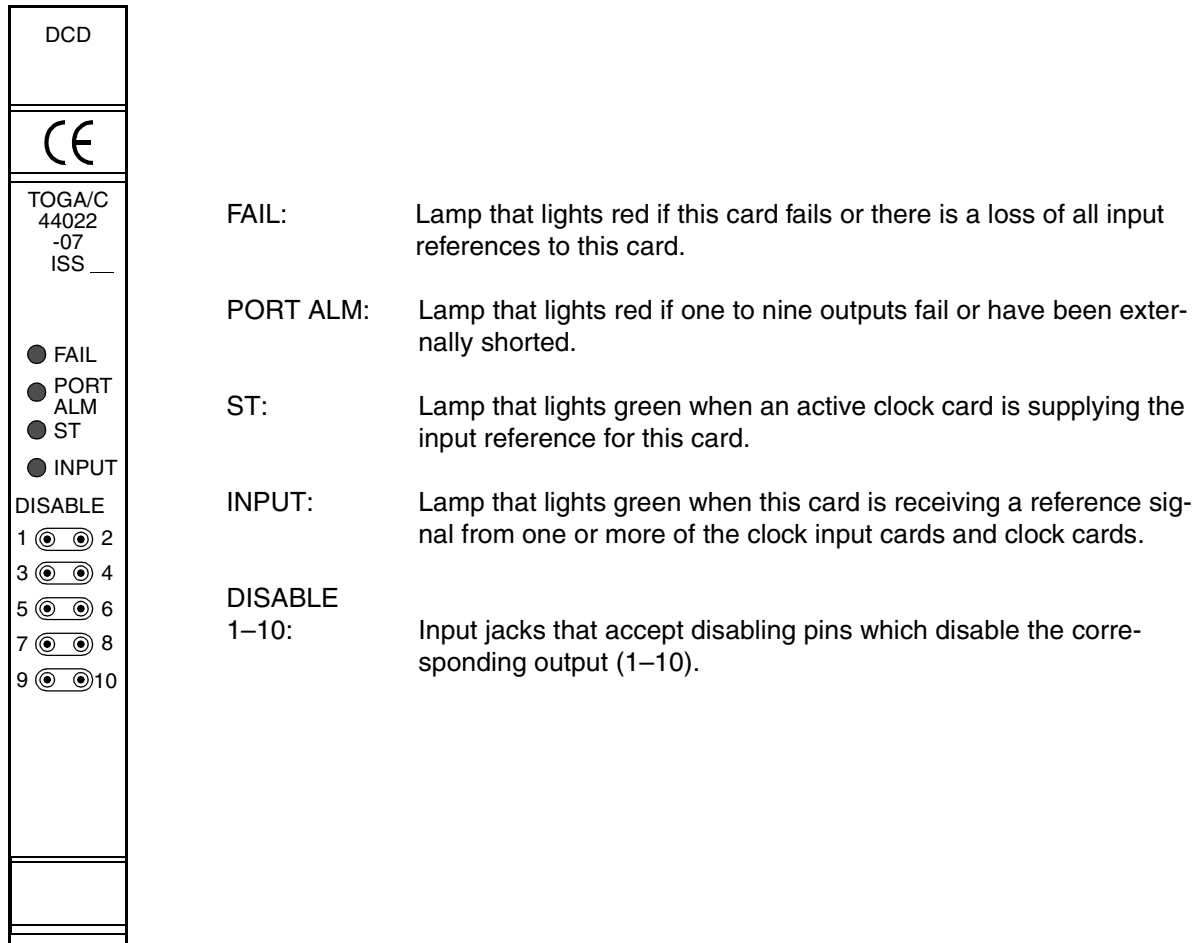 DCD
CE
TOGA/C
44022
-07
ISS __
FAIL
PORT
ALM
ST
INPUT
DISABLE
1 2
3 4
5 6
7 8
9 10
FAIL: Lamp that lights red if this card fails or there is a loss of all input
references to this card.
PORT ALM: Lamp that lights red if one to nine outputs fail or have been exter-
nally shorted.
ST: Lamp that lights green when an active clock card is supplying the
input reference for this card.
INPUT: Lamp that lights green when this card is receiving a reference sig-
nal from one or more of the clock input cards and clock cards.
DISABLE
1–10: Input jacks that accept disabling pins which disable the corre-
sponding output (1–10).